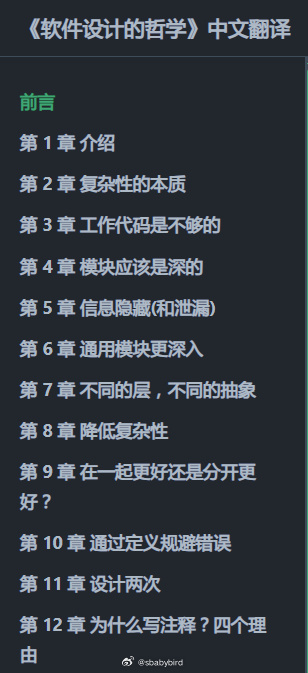 《软件设计的哲学》中文翻译
前言
第 1 章 介绍
第 2 章 复杂性的本质
第 3 章 工作代码是不够的
第 4 章 模块应该是深的
第 5 章 信息隐藏(和泄漏)
第 6 章 通用模块更深入
第 7 章 不同的层，不同的抽象
第 8 章 降低复杂性
第 9 章 在一起更好还是分开更
好？
第 10 章 通过定义规避错误
第 11 章 设计两次
第 12 章 为什么写注释？四个理
由
@sbabybird